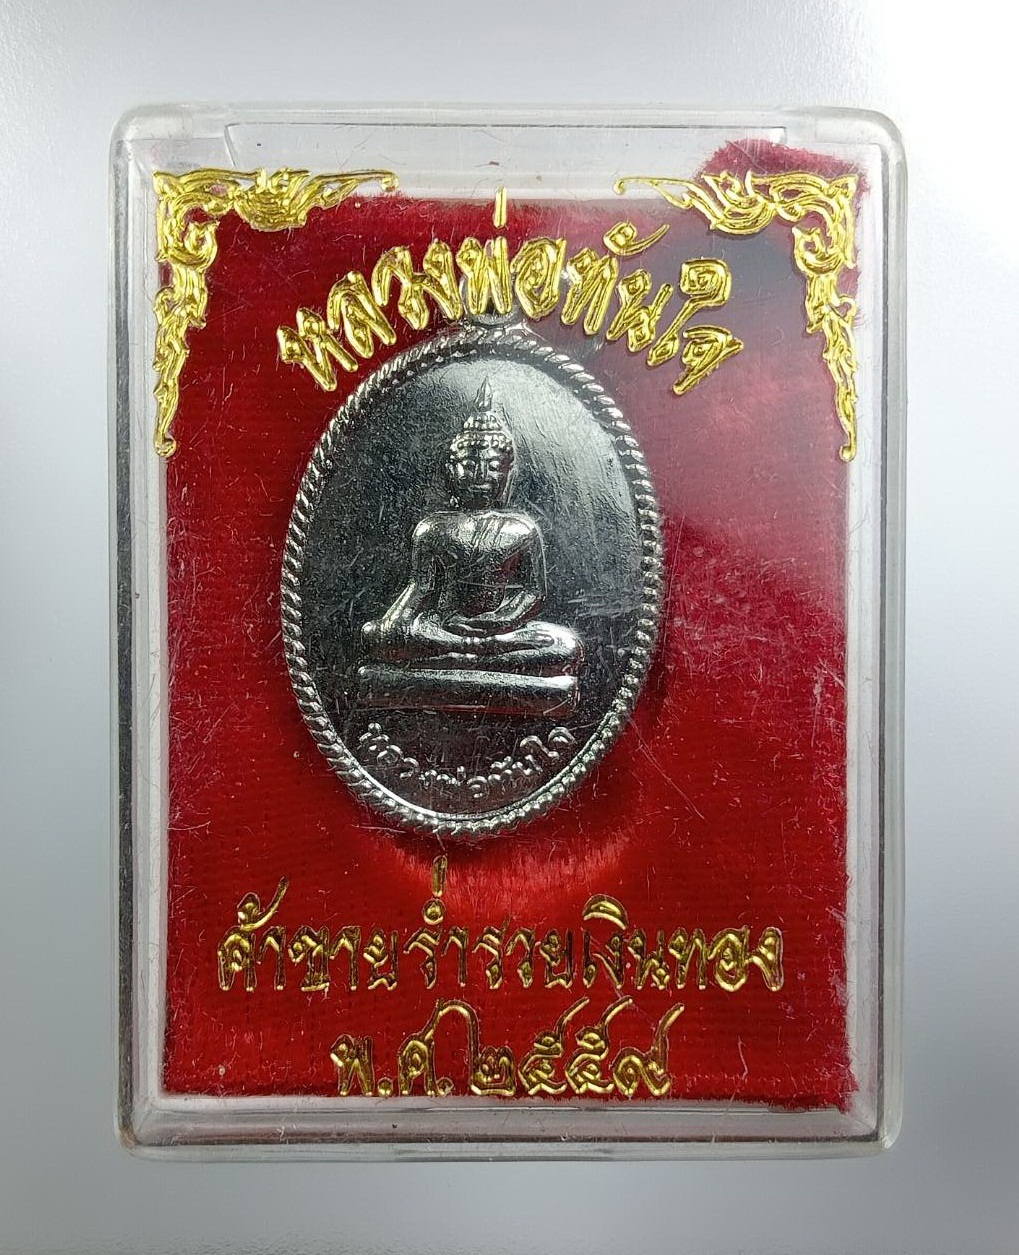 หลวงพ่อทันใจ
หลวงพ่อทันใจ
ค้าขายร่ำรวยเงินทอง
พ.ศ.๒๕๕๙